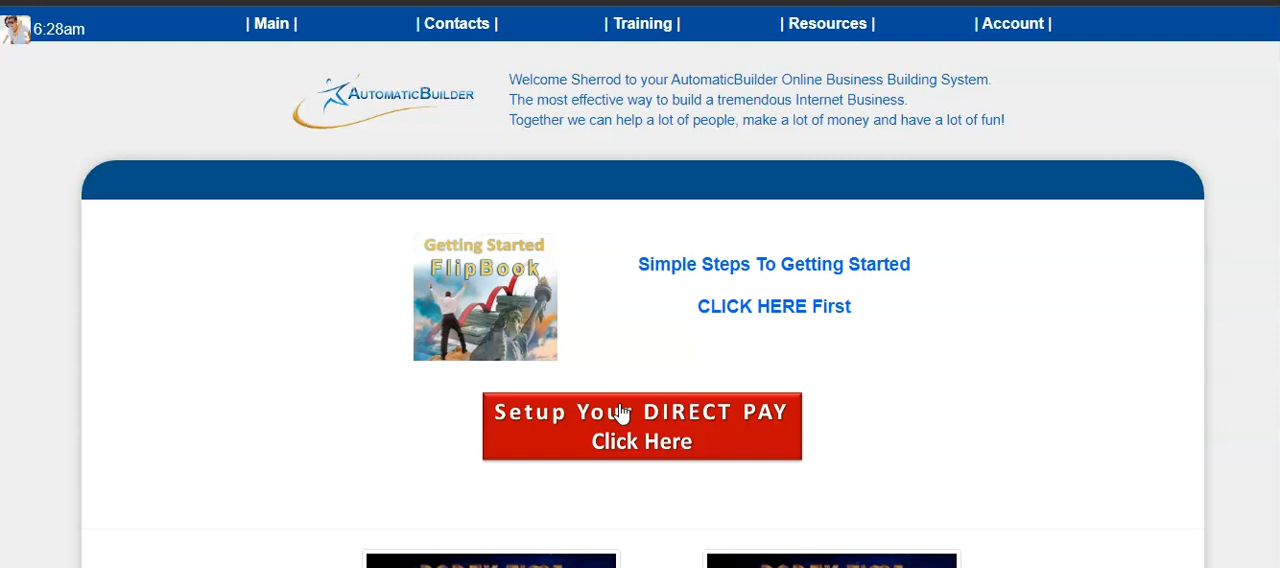 | Main |
| Contacts |
| Training |
| Resources |
| Account |
6:28am
AUTOMATICBUILDER
Welcome Sherrod to your AutomaticBuilder Online Business Building System.
The most effective way to build a tremendous Internet Business.
Together we can help a lot of people, make a lot of money and have a lot of fun!
Getting Started
FlipBook
Simple Steps To Getting Started
CLICK HERE First
Setup Your DIRECT PAY
Click Here